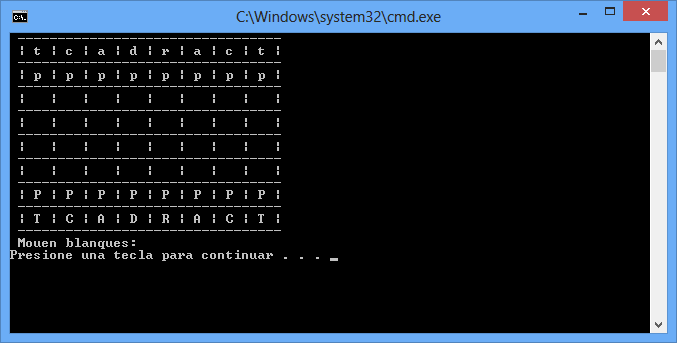 C:\Windows\system32\cmd.exe
C:\.
| t | c | a | d | r | a | c | t |
| p | p | p | p | p | p | p | p |
|   |   |   |   |   |   |   |   |
|   |   |   |   |   |   |   |   |
|   |   |   |   |   |   |   |   |
|   |   |   |   |   |   |   |   |
| P | P | P | P | P | P | P | P |
| T | C | A | D | R | A | C | T |
Mouen blanques:
Presione una tecla para continuar . . . _